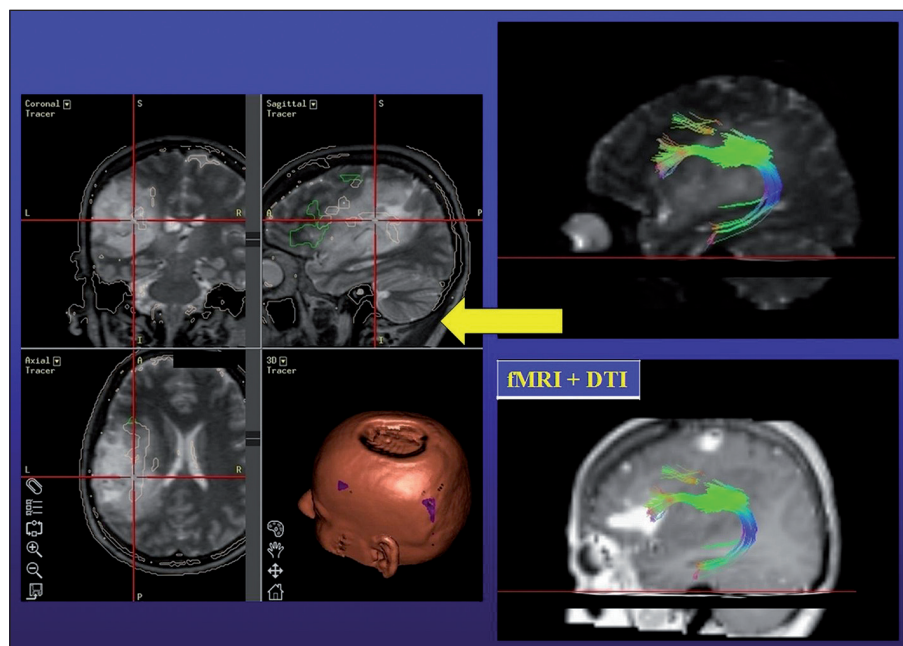 Coronal
Tracer
S
L
R
I
Sagittal
Tracer
S
A
P
I
Axial
Tracer
A
L
R
P
3D
Tracer
fMRI + DTI